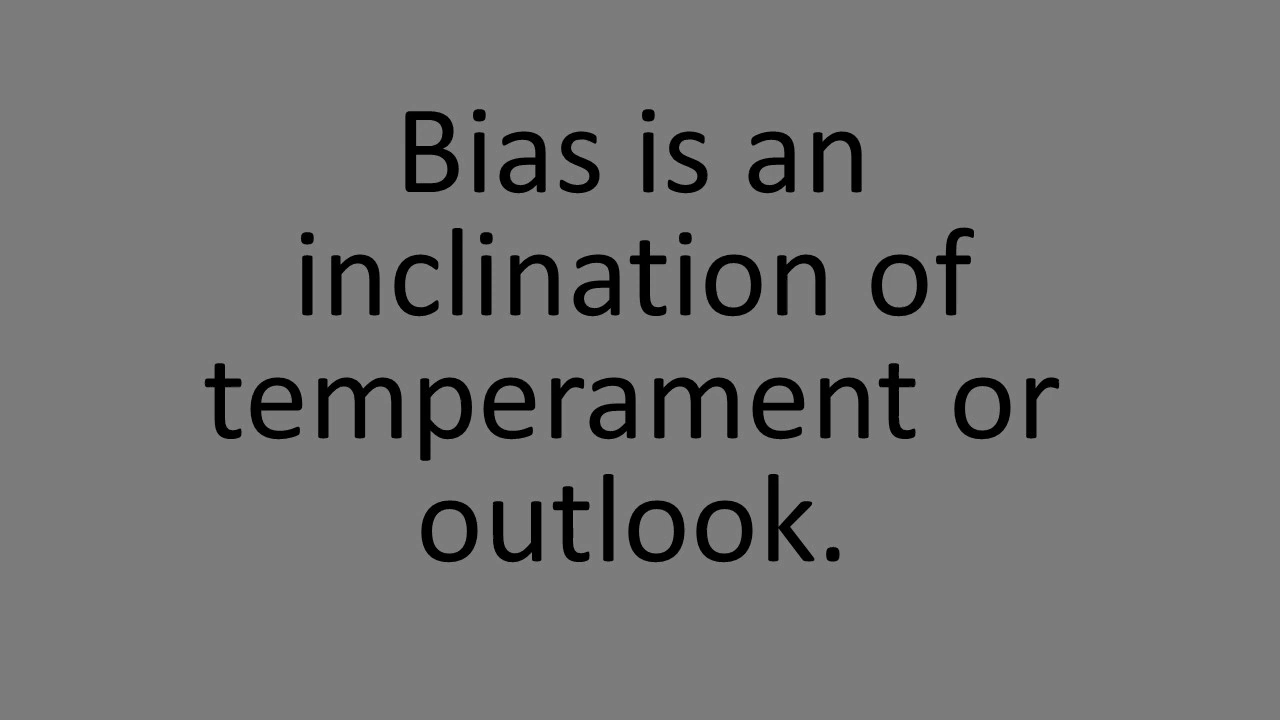 Bias is an
inclination of
temperament or
outlook.